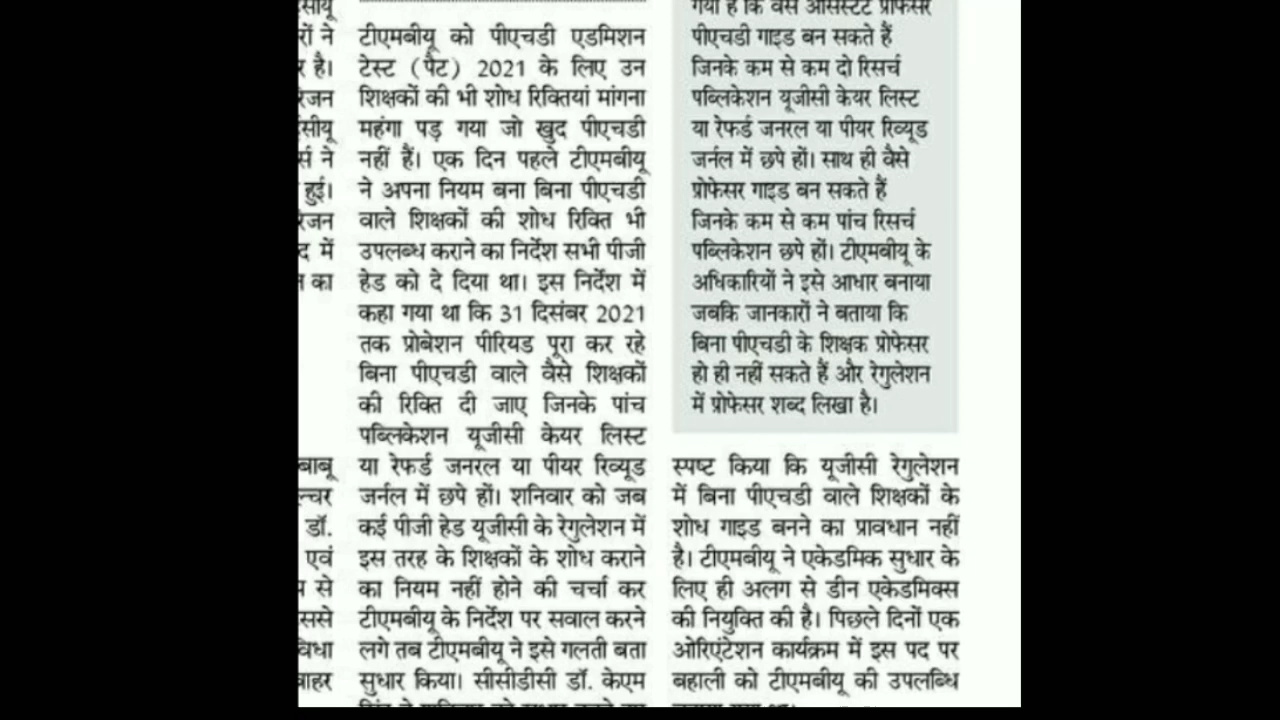 रों ने
र है।
सीयू
र्स ने
हुई।
द में
न का
बाबू
ल्चर
डॉ.
एवं
से
ससे
विधा
बाहर
टीएमबीयू को पीएचडी एडमिशन
टेस्ट (पैट) 2021 के लिए उन
शिक्षकों की भी शोध रिक्तियां मांगना
महंगा पड़ गया जो खुद पीएचडी
नहीं हैं। एक दिन पहले टीएमबीयू
ने अपना नियम बना बिना पीएचडी
वाले शिक्षकों की शोध रिक्ति भी
उपलब्ध कराने का निर्देश सभी पीजी
हेड को दे दिया था। इस निर्देश में
कहा गया था कि 31 दिसंबर 2021
तक प्रोबेशन पीरियड पूरा कर रहे
बिना पीएचडी वाले वैसे शिक्षकों
की रिक्ति दी जाए जिनके पांच
पब्लिकेशन यूजीसी केयर लिस्ट
या रेफर्ड जनरल या पीयर रिव्यूड
जर्नल में छपे हों। शनिवार को जब
कई पीजी हेड यूजीसी के रेगुलेशन में
इस तरह के शिक्षकों के शोध कराने
का नियम नहीं होने की चर्चा कर
टीएमबीयू के निर्देश पर सवाल करने
लगे तब टीएमबीयू ने इसे गलती बता
सुधार किया। सीसीडीसी डॉ. केएम
गया है कि वैसे असिस्टेंट प्रोफेसर
पीएचडी गाइड बन सकते हैं
जिनके कम से कम दो रिसर्च
पब्लिकेशन यूजीसी केयर लिस्ट
या रेफर्ड जनरल या पीयर रिव्यूड
जर्नल में छपे हों। साथ ही वैसे
प्रोफेसर गाइड बन सकते हैं
जिनके कम से कम पांच रिसर्च
पब्लिकेशन छपे हों। टीएमबीयू के
अधिकारियों ने इसे आधार बनाया
जबकि जानकारों ने बताया कि
बिना पीएचडी के शिक्षक प्रोफेसर
हो ही नहीं सकते हैं और रेगुलेशन
में प्रोफेसर शब्द लिखा है।
स्पष्ट किया कि यूजीसी रेगुलेशन
में बिना पीएचडी वाले शिक्षकों के
शोध गाइड बनने का प्रावधान नहीं
है। टीएमबीयू ने एकेडमिक सुधार के
लिए ही अलग से डीन एकेडमिक्स
की नियुक्ति की है। पिछले दिनों एक
ओरिएंटेशन कार्यक्रम में इस पद पर
बहाली को टीएमबीयू की उपलब्धि